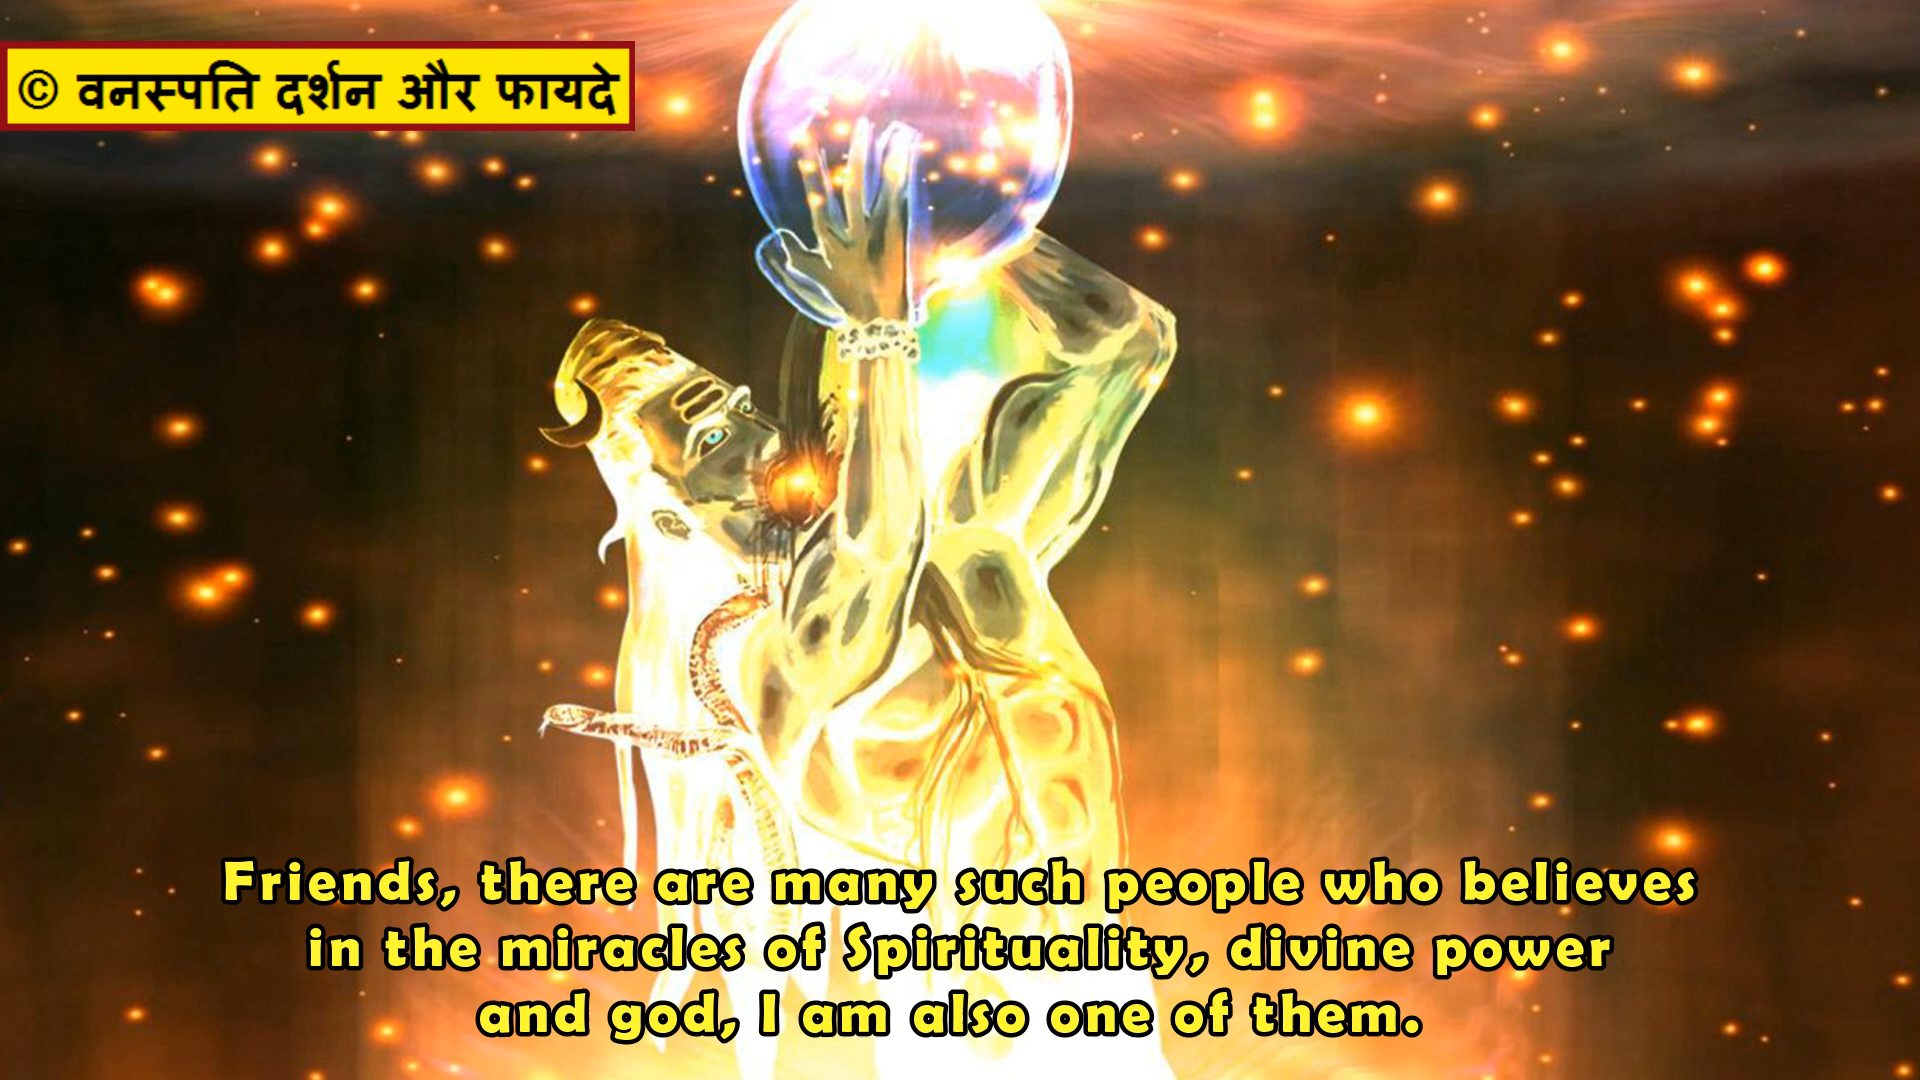 © वनस्पति दर्शन और फायदे
Friends, there are many such people who believes
in the miracles of Spirituality, divine power
and god, I am also one of them.